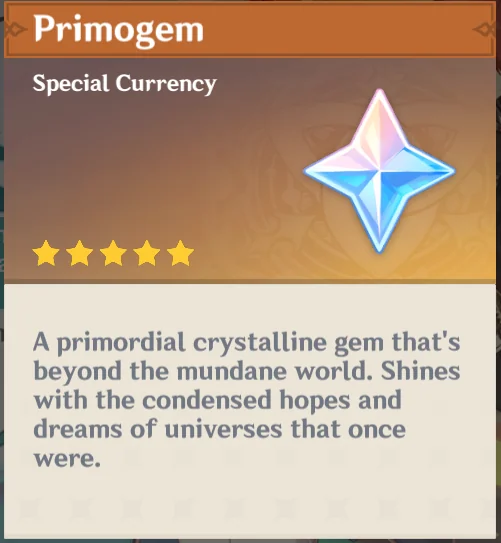 Primogem
Special Currency
A primordial crystalline gem that's
beyond the mundane world. Shines
with the condensed hopes and
dreams of universes that once
were.